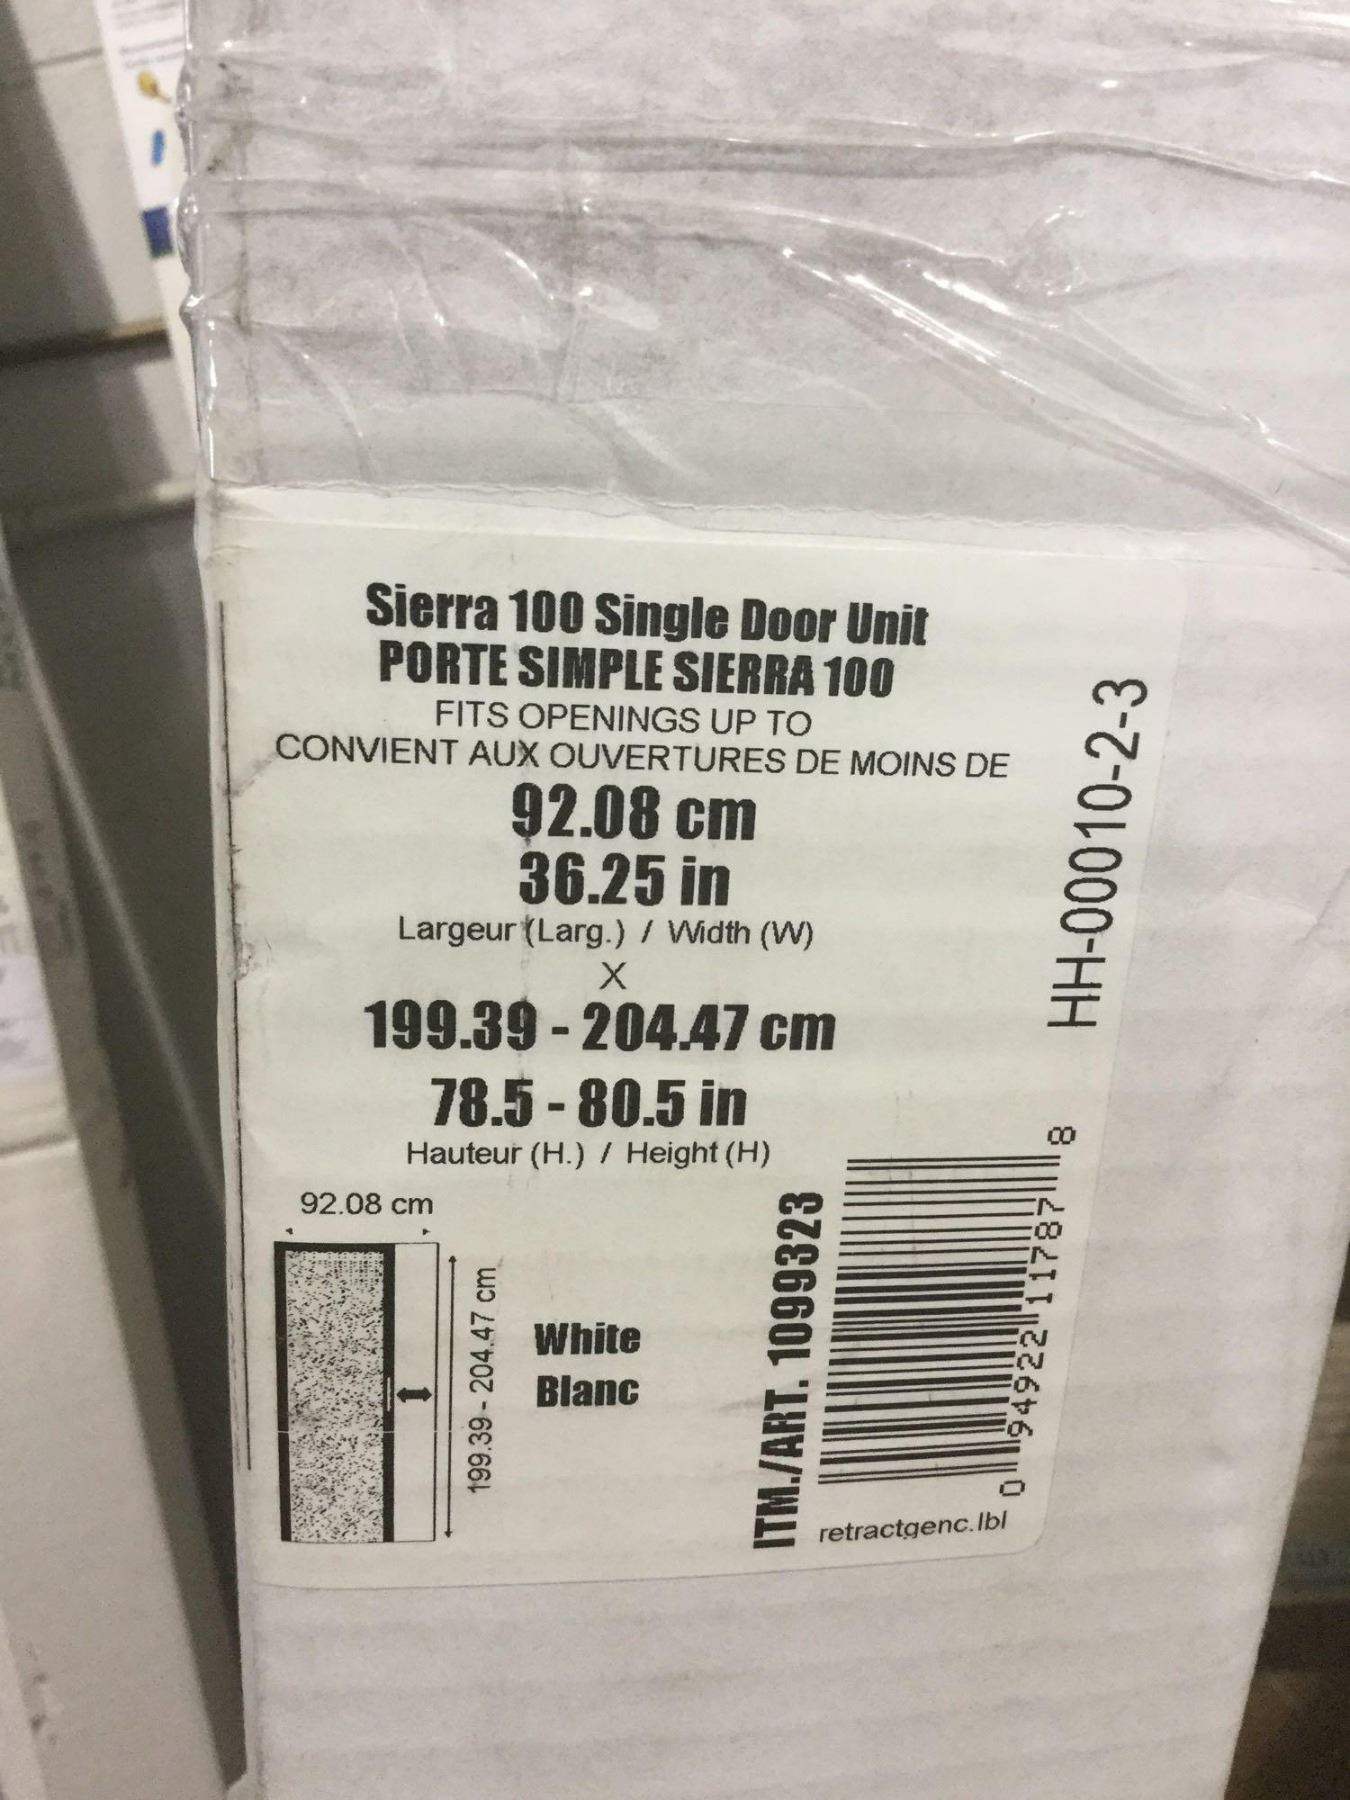 Sierra 100 Single Door Unit
PORTE SIMPLE SIERRA 100
FITS OPENINGS UP TO
CONVIENT AUX OUVERTURES DE MOINS DE
92.08 cm
36.25 in
Largeur (Larg.) / Width (W)
X
199.39 - 204.47 cm
78.5 - 80.5 in
Hauteur (H.) / Height (H)
92.08 cm
199.39 - 204.47 cm
White
Blanc
ITM./ART. 1099323
0 94922 11787 8
retractgenc.lbl
HH-00010-2-3